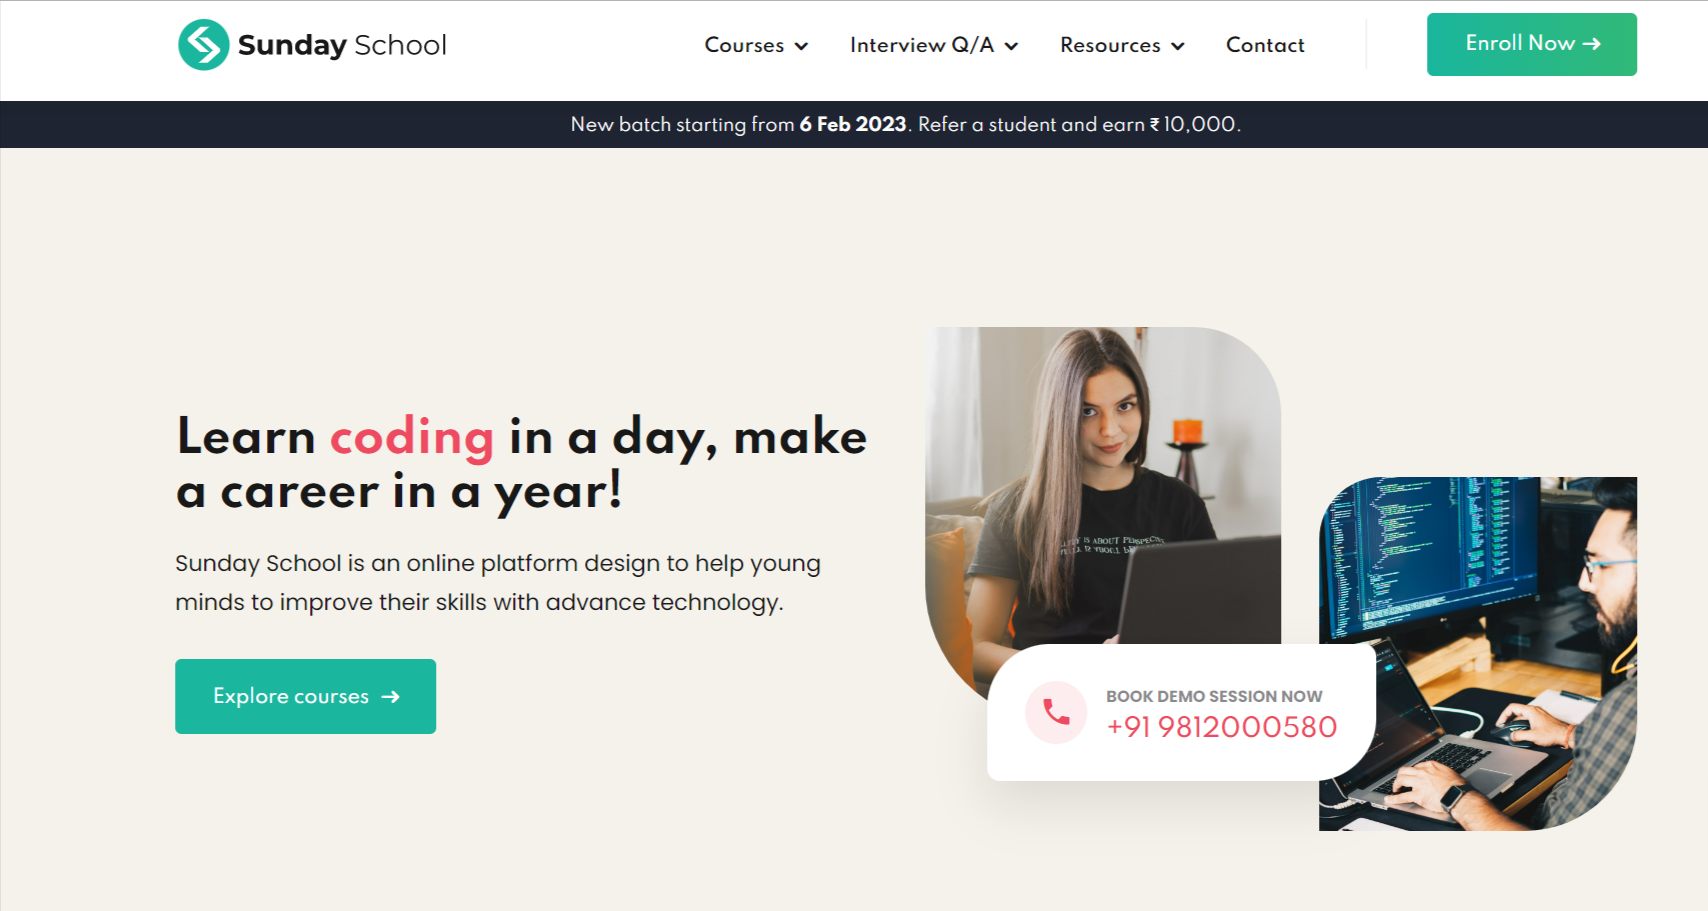 Sunday School
Courses
Interview Q/A
Resources
Contact
Enroll Now →
New batch starting from 6 Feb 2023. Refer a student and earn ₹ 10,000.
Learn coding in a day, make
a career in a year!
Sunday School is an online platform design to help young
minds to improve their skills with advance technology.
Explore courses →
IS ABOUT
BOOK DEMO SESSION NOW
+91 9812000580